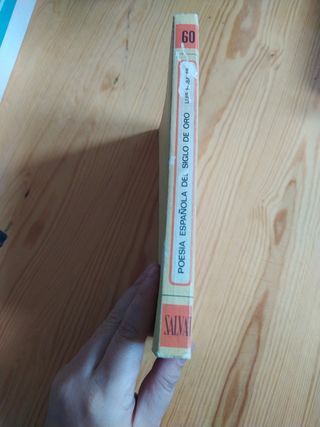 60
POESIA ESPAÑOLA DEL SIGLO DE ORO
SALVAT